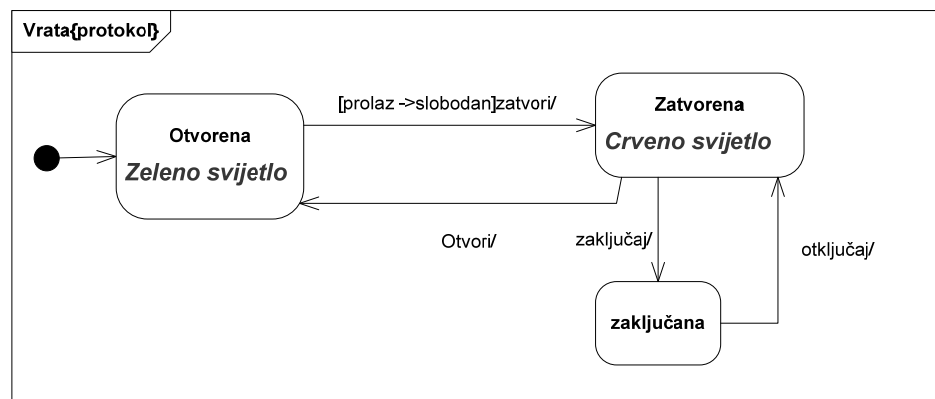 Vrata{protokol}
[prolaz ->slobodan]zatvori/
Otvorena
Zeleno svijetlo
Zatvorena
Crveno svijetlo
Otvori/
zaključaj/
otključaj/
zaključana